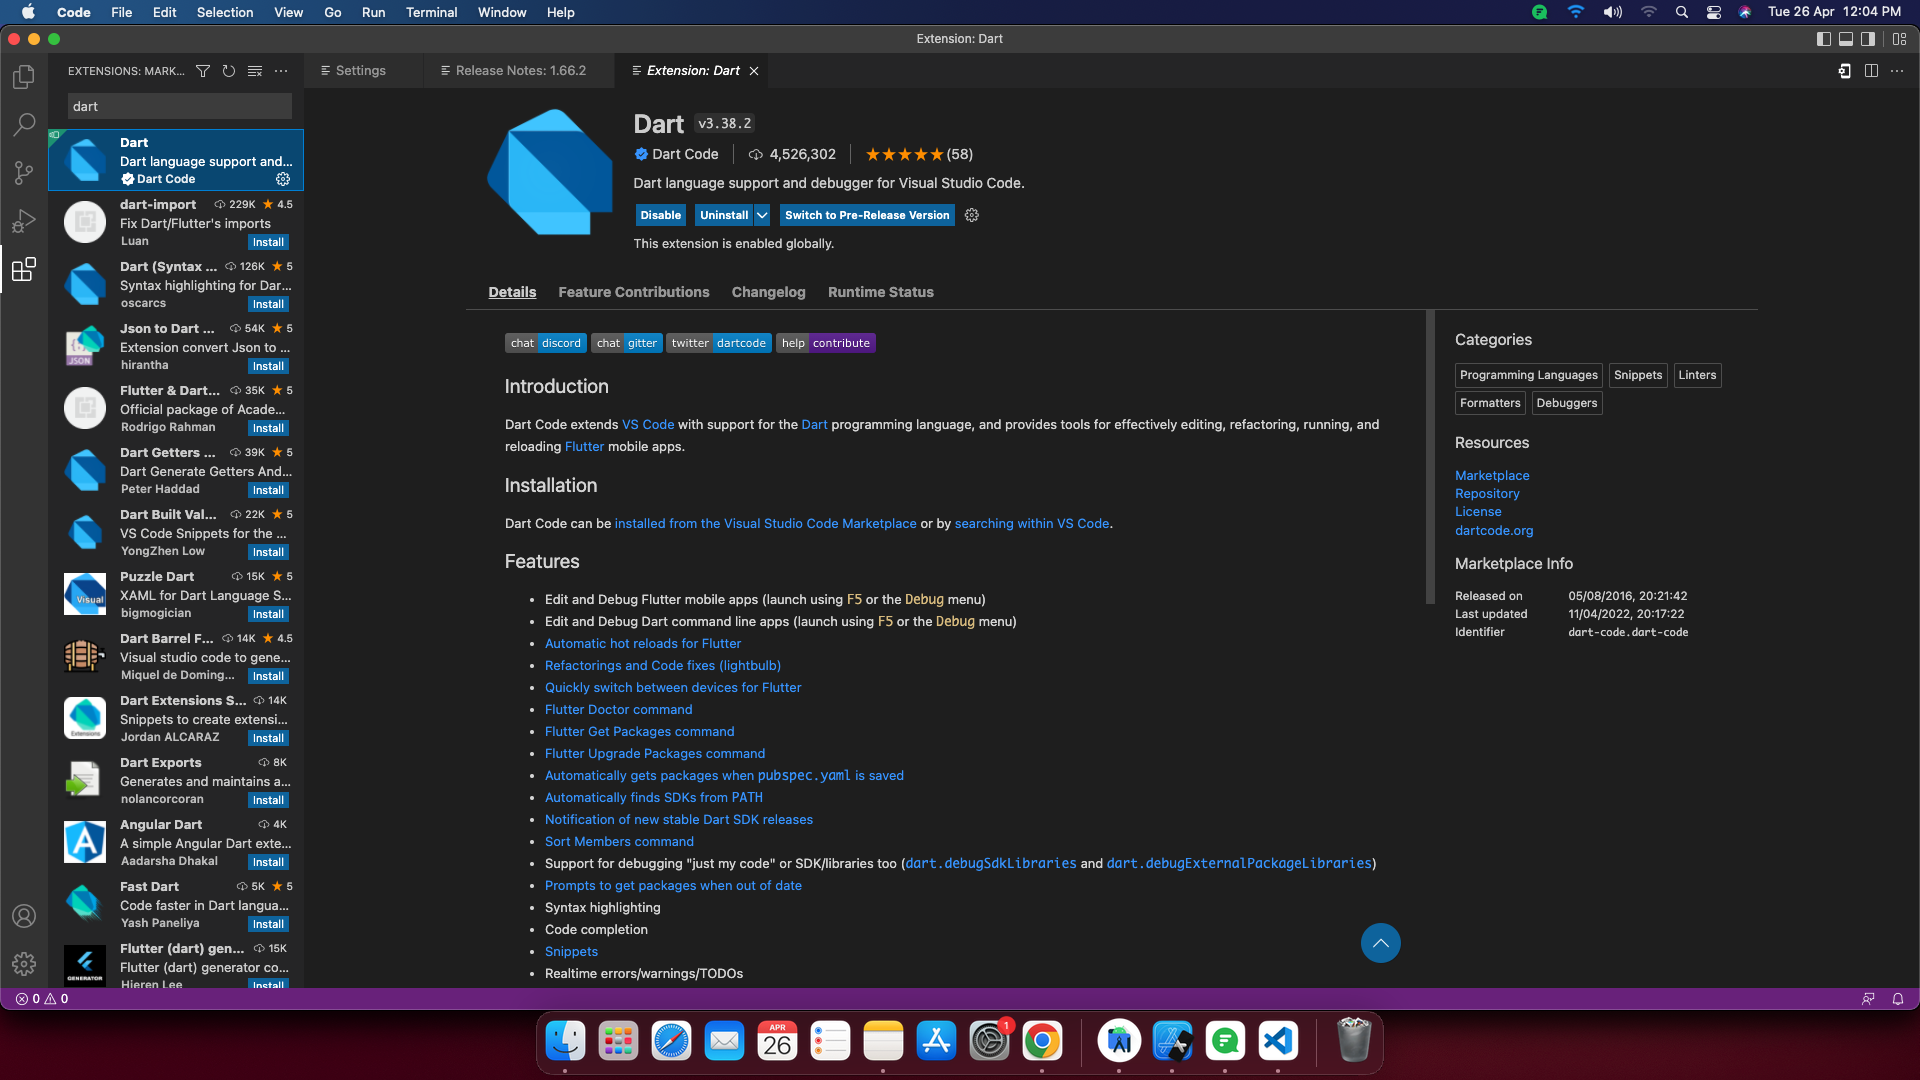 Code File Edit Selection View Go Run Terminal Window Help
Tue 26 Apr 12:04 PM
Extension: Dart
EXTENSIONS: MARK...
Settings
Release Notes: 1.66.2
Extension: Dart
dart
Dart
Dart language support and...
Dart Code
dart-import 229K 4.5
Fix Dart/Flutter's imports
Luan Install
Dart (Syntax ... 126K 5
Syntax highlighting for Dar...
oscarcs Install
Json to Dart ... 54K 5
Extension convert Json to ...
hirantha Install
JSON
Flutter & Dart... 35K 5
Official package of Acade...
Rodrigo Rahman Install
Dart Getters ... 39K 5
Dart Generate Getters And...
Peter Haddad Install
Dart Built Val... 22K 5
VS Code Snippets for the ...
YongZhen Low Install
Puzzle Dart 15K 5
XAML for Dart Language S...
bigmogician Install
Visual
Dart Barrel F... 14K 4.5
Visual studio code to gene...
Miquel de Doming... Install
Dart Extensions S... 14K
Snippets to create extensi...
Jordan ALCARAZ Install
Extensions
Dart Exports 8K
Generates and maintains a...
nolancorcoran Install
Angular Dart 4K
A simple Angular Dart exte...
Aadarsha Dhakal Install
Fast Dart 5K 5
Code faster in Dart langua...
Yash Paneliya Install
Flutter (dart) gen... 15K
Flutter (dart) generator co...
Hieren Lee Install
GENERATOR
Dart v3.38.2
Dart Code 4,526,302 (58)
Dart language support and debugger for Visual Studio Code.
Disable Uninstall Switch to Pre-Release Version
This extension is enabled globally.
Details Feature Contributions Changelog Runtime Status
chat discord chat gitter twitter dartcode help contribute
Introduction
Dart Code extends VS Code with support for the Dart programming language, and provides tools for effectively editing, refactoring, running, and
reloading Flutter mobile apps.
Installation
Dart Code can be installed from the Visual Studio Code Marketplace or by searching within VS Code.
Features
• Edit and Debug Flutter mobile apps (launch using F5 or the Debug menu)
• Edit and Debug Dart command line apps (launch using F5 or the Debug menu)
• Automatic hot reloads for Flutter
• Refactorings and Code fixes (lightbulb)
• Quickly switch between devices for Flutter
• Flutter Doctor command
• Flutter Get Packages command
• Flutter Upgrade Packages command
• Automatically gets packages when pubspec.yaml is saved
• Automatically finds SDKs from PATH
• Notification of new stable Dart SDK releases
• Sort Members command
• Support for debugging "just my code" or SDK/libraries too (dart.debugSdkLibraries and dart.debugExternalPackageLibraries)
• Prompts to get packages when out of date
• Syntax highlighting
• Code completion
• Snippets
• Realtime errors/warnings/TODOs
Categories
Programming Languages Snippets Linters
Formatters Debuggers
Resources
Marketplace
Repository
License
dartcode.org
Marketplace Info
Released on 05/08/2016, 20:21:42
Last updated 11/04/2022, 20:17:22
Identifier dart-code.dart-code
0 0
APR
26
1